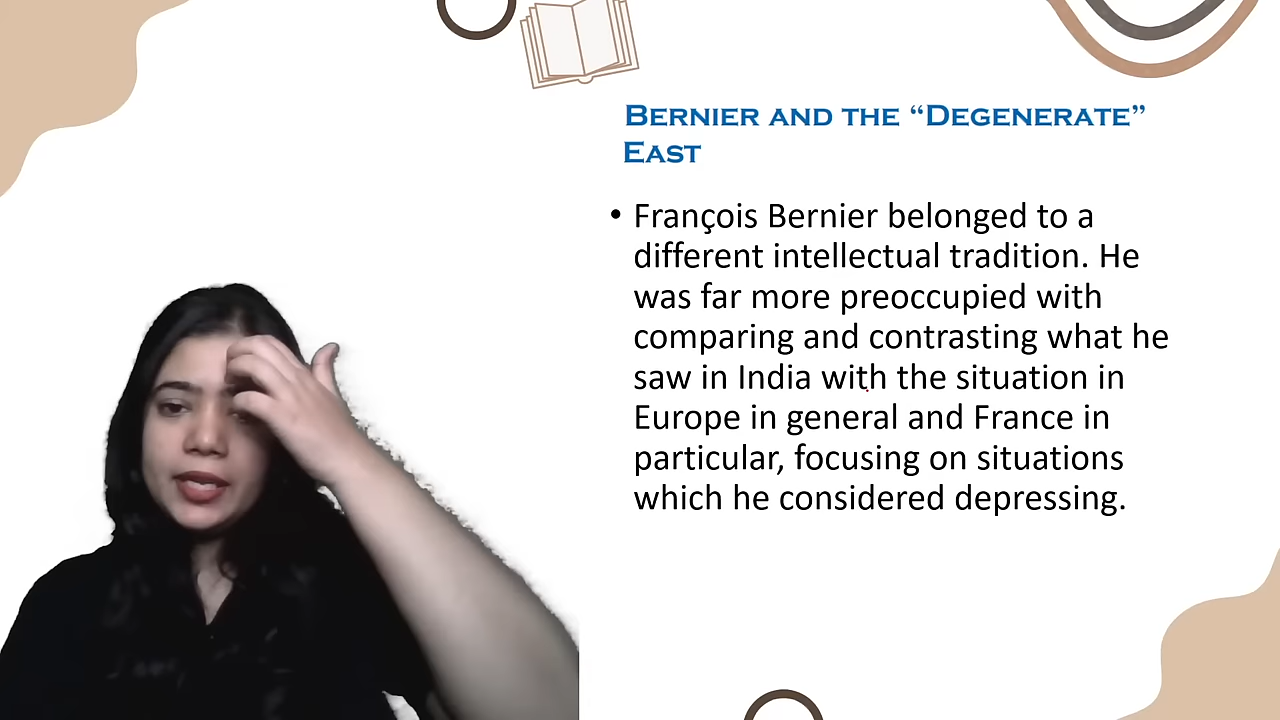 Bernier and the “Degenerate”
East
• François Bernier belonged to a
different intellectual tradition. He
was far more preoccupied with
comparing and contrasting what he
saw in India with the situation in
Europe in general and France in
particular, focusing on situations
which he considered depressing.